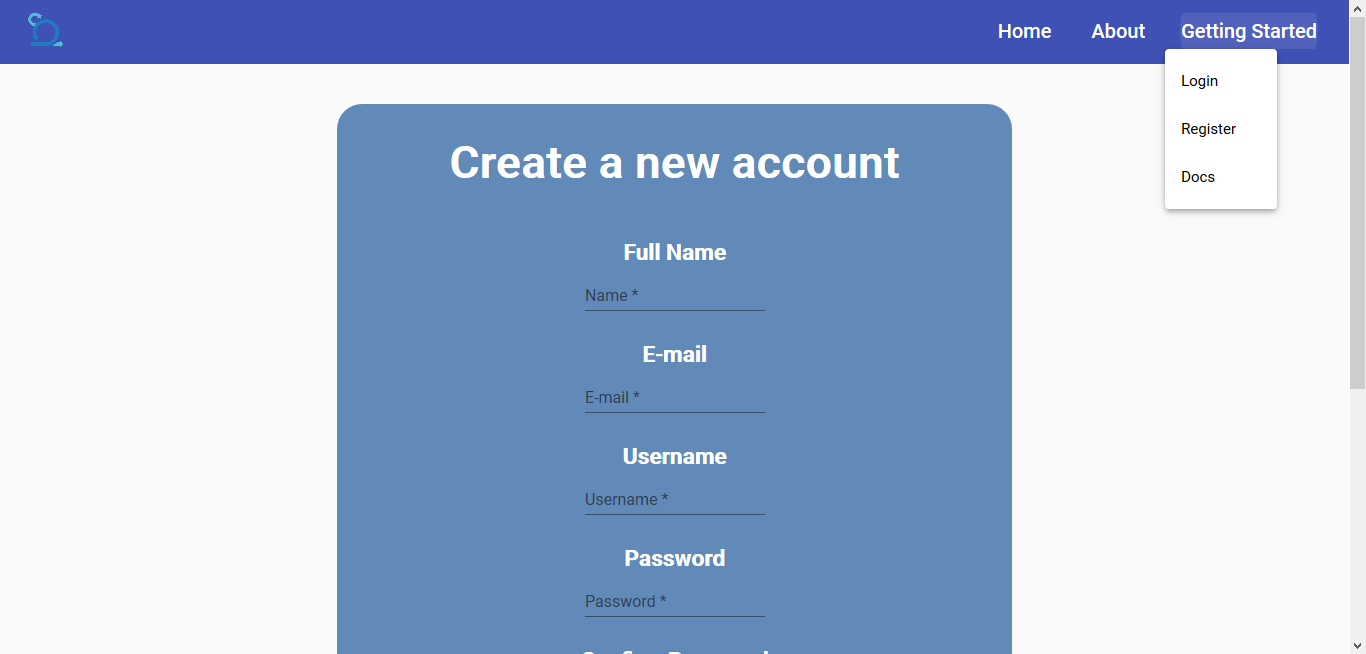 Home About Getting Started
Login
Register
Docs
Create a new account
Full Name
Name *
E-mail
E-mail *
Username
Username *
Password
Password *